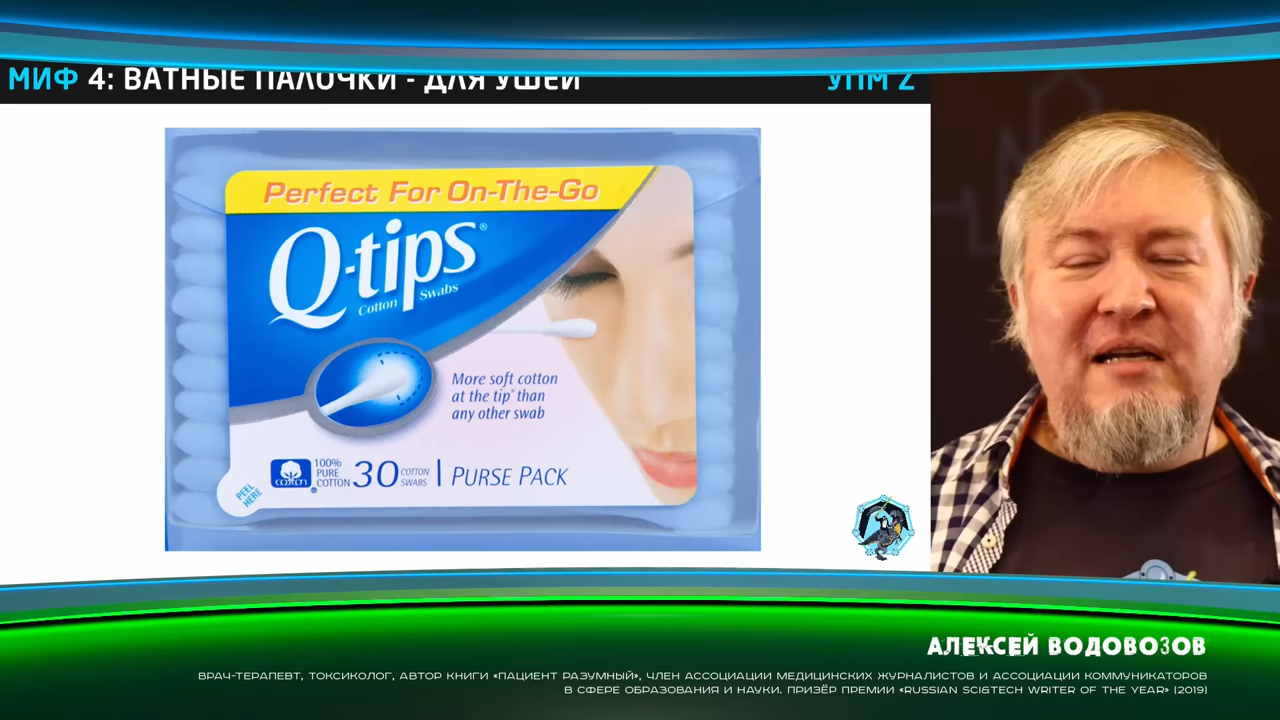 МИФ 4: ВАТНЫЕ ПАЛОЧКИ - ДЛЯ УШЕЙ
УПМ 2
Perfect For On-The-Go
Q-tips®
Cotton Swabs
More soft cotton
at the tip* than
any other swab
PEEL HERE
cotton ®
100% PURE COTTON
30 COTTON SWABS
PURSE PACK
АЛЕКСЕЙ ВОДОВОЗОВ
ВРАЧ-ТЕРАПЕВТ, ТОКСИКОЛОГ, АВТОР КНИГИ «ПАЦИЕНТ РАЗУМНЫЙ», ЧЛЕН АССОЦИАЦИИ МЕДИЦИНСКИХ ЖУРНАЛИСТОВ И АССОЦИАЦИИ КОММУНИКАТОРОВ
В СФЕРЕ ОБРАЗОВАНИЯ И НАУКИ. ПРИЗЁР ПРЕМИИ «RUSSIAN SCI&TECH WRITER OF THE YEAR» (2019)